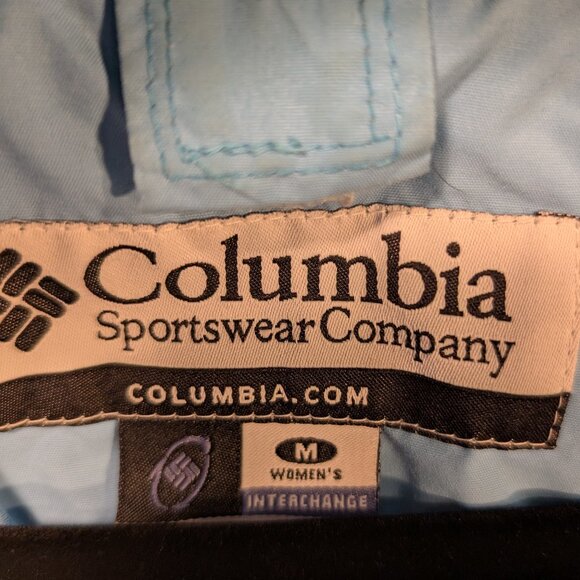 Columbia
Sportswear Company
COLUMBIA.COM
M
WOMEN'S
INTERCHANGE